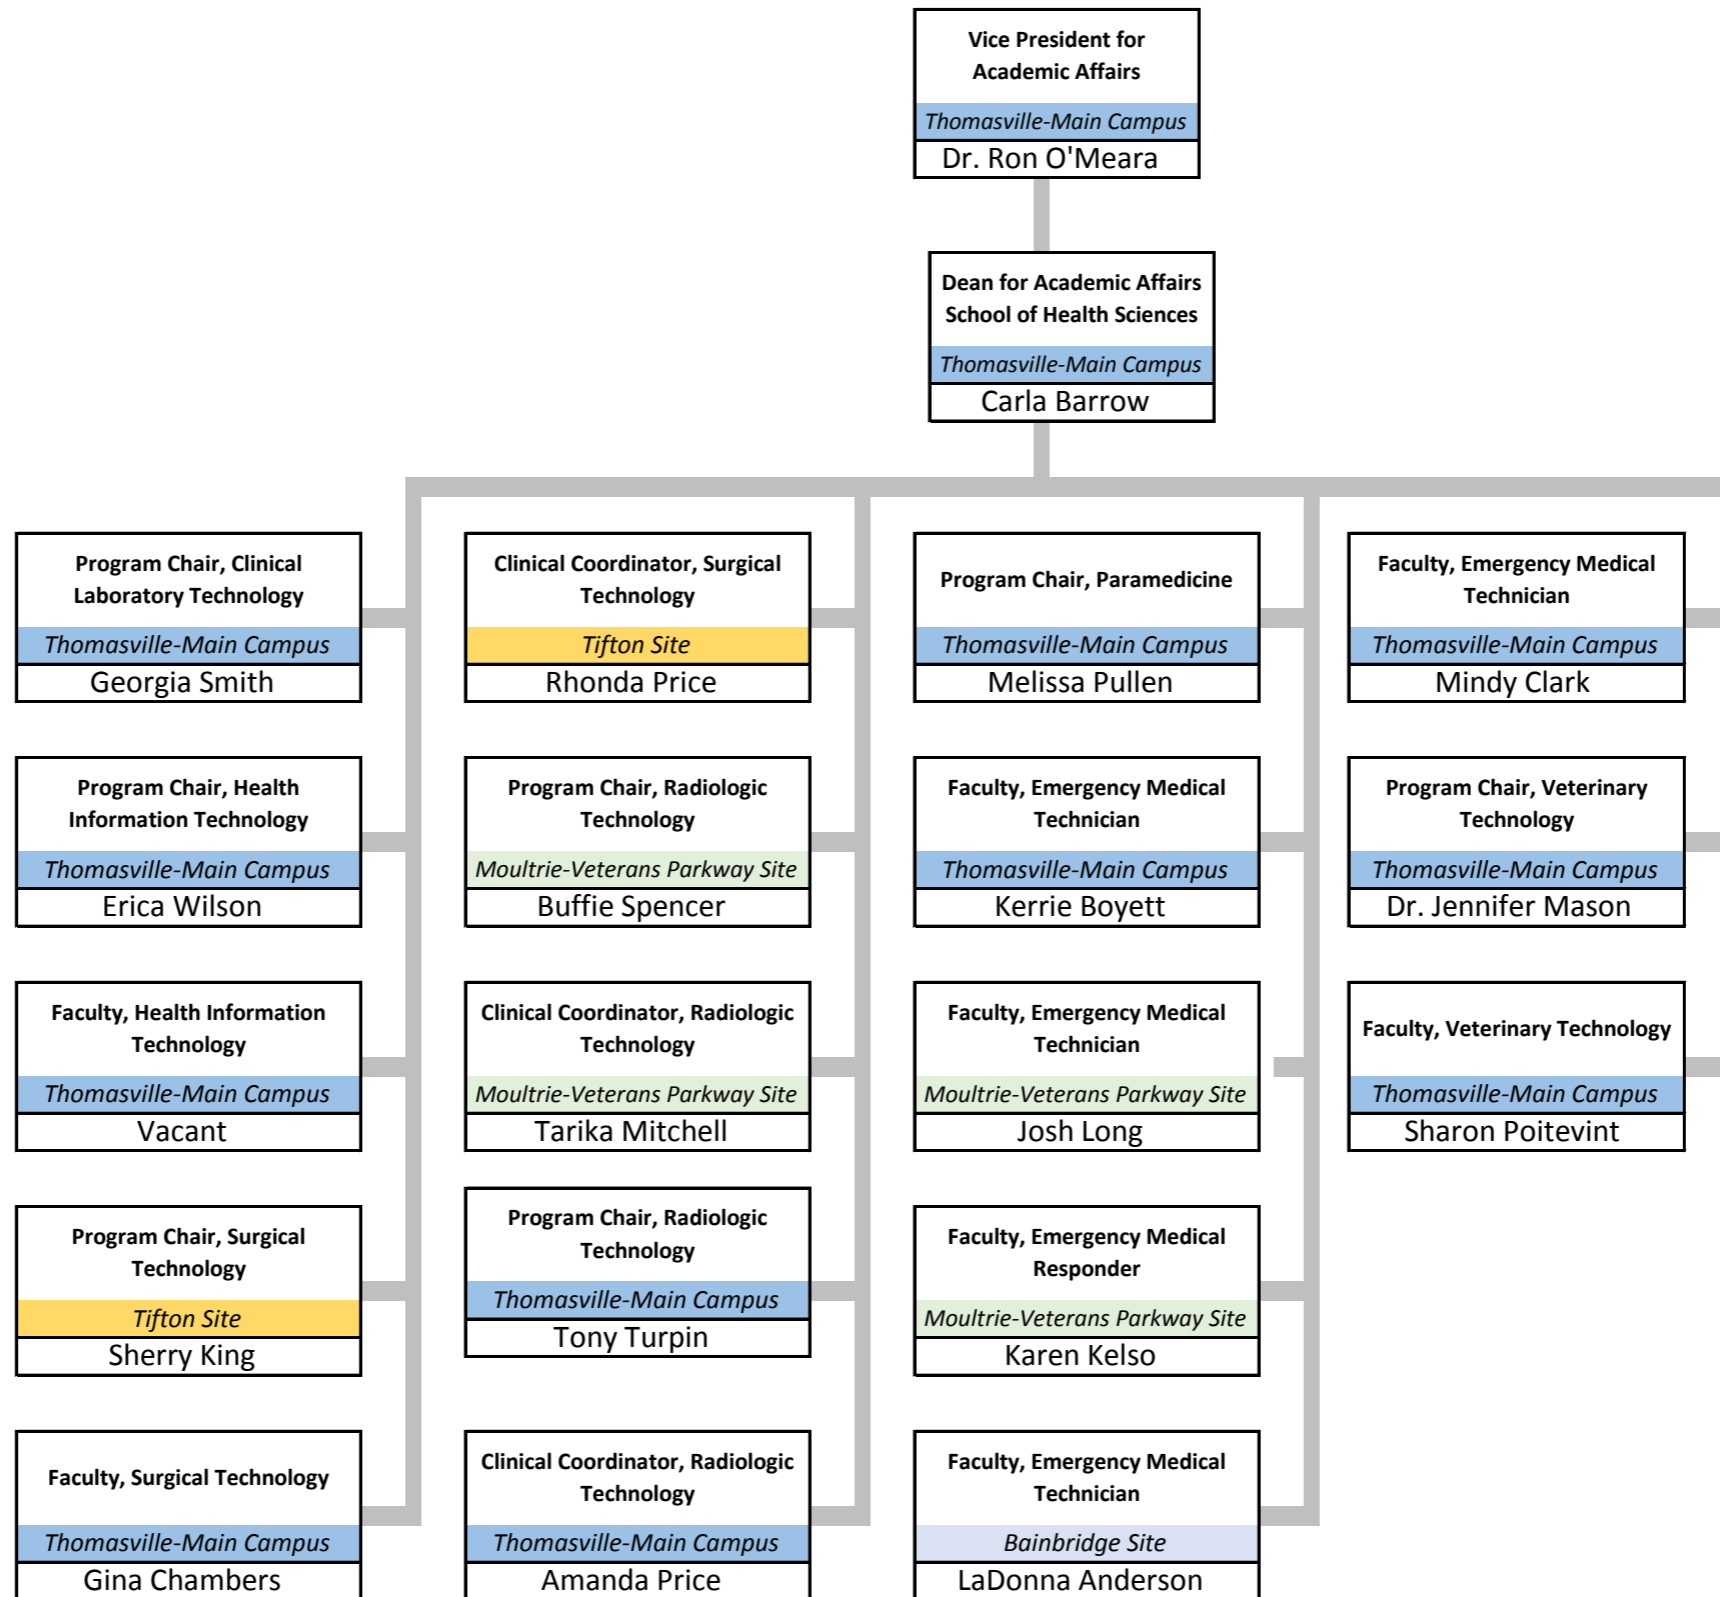 Vice President for
Academic Affairs
Thomasville-Main Campus
Dr. Ron O'Meara
Dean for Academic Affairs
School of Health Sciences
Thomasville-Main Campus
Carla Barrow
Program Chair, Clinical
Laboratory Technology
Thomasville-Main Campus
Georgia Smith
Clinical Coordinator, Surgical
Technology
Tifton Site
Rhonda Price
Program Chair, Paramedicine
Thomasville-Main Campus
Melissa Pullen
Faculty, Emergency Medical
Technician
Thomasville-Main Campus
Mindy Clark
Program Chair, Health
Information Technology
Thomasville-Main Campus
Erica Wilson
Program Chair, Radiologic
Technology
Moultrie-Veterans Parkway Site
Buffie Spencer
Faculty, Emergency Medical
Technician
Thomasville-Main Campus
Kerrie Boyett
Program Chair, Veterinary
Technology
Thomasville-Main Campus
Dr. Jennifer Mason
Faculty, Health Information
Technology
Thomasville-Main Campus
Vacant
Clinical Coordinator, Radiologic
Technology
Moultrie-Veterans Parkway Site
Tarika Mitchell
Faculty, Emergency Medical
Technician
Moultrie-Veterans Parkway Site
Josh Long
Faculty, Veterinary Technology
Thomasville-Main Campus
Sharon Poitevint
Program Chair, Surgical
Technology
Tifton Site
Sherry King
Program Chair, Radiologic
Technology
Thomasville-Main Campus
Tony Turpin
Faculty, Emergency Medical
Responder
Moultrie-Veterans Parkway Site
Karen Kelso
Faculty, Surgical Technology
Thomasville-Main Campus
Gina Chambers
Clinical Coordinator, Radiologic
Technology
Thomasville-Main Campus
Amanda Price
Faculty, Emergency Medical
Technician
Bainbridge Site
LaDonna Anderson